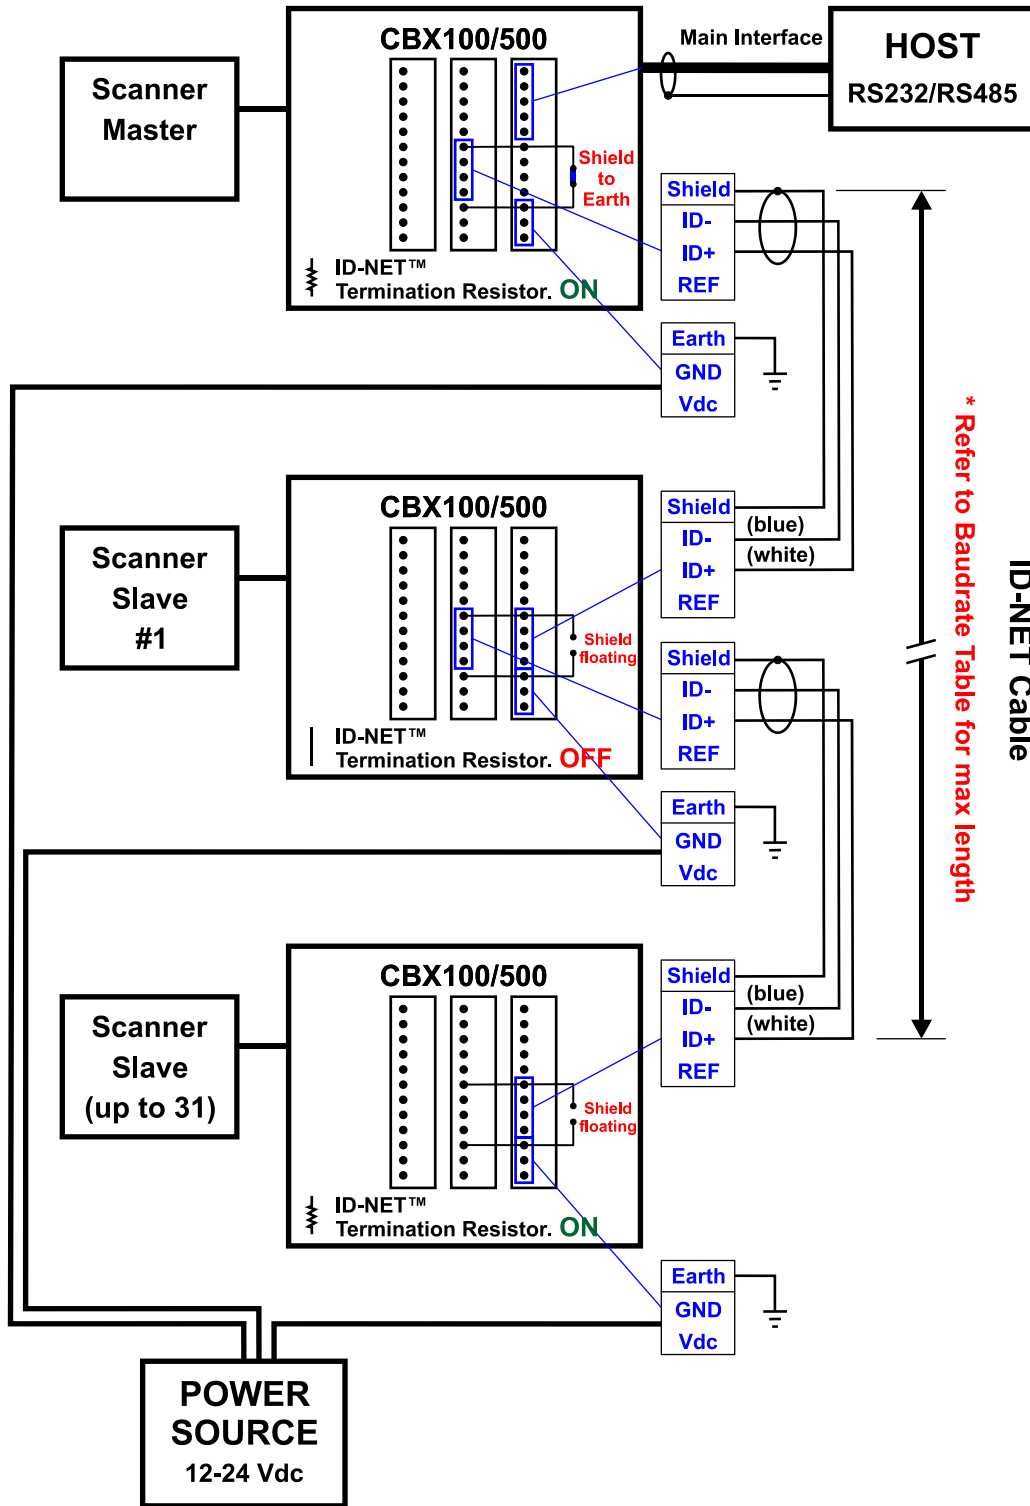 CBX100/500
Main Interface
HOST
RS232/RS485
Scanner
Master
Shield
to
Earth
ID-NET™
Termination Resistor. ON
Shield
ID-
ID+
REF
Earth
GND
Vdc
CBX100/500
Scanner
Slave
#1
Shield
floating
ID-NET™
Termination Resistor. OFF
Shield
ID- (blue)
ID+ (white)
REF
Shield
ID-
ID+
REF
Earth
GND
Vdc
ID-NET Cable
* Refer to Baudrate Table for max length
CBX100/500
Scanner
Slave
(up to 31)
Shield
floating
ID-NET™
Termination Resistor. ON
Shield
ID- (blue)
ID+ (white)
REF
Earth
GND
Vdc
POWER
SOURCE
12-24 Vdc